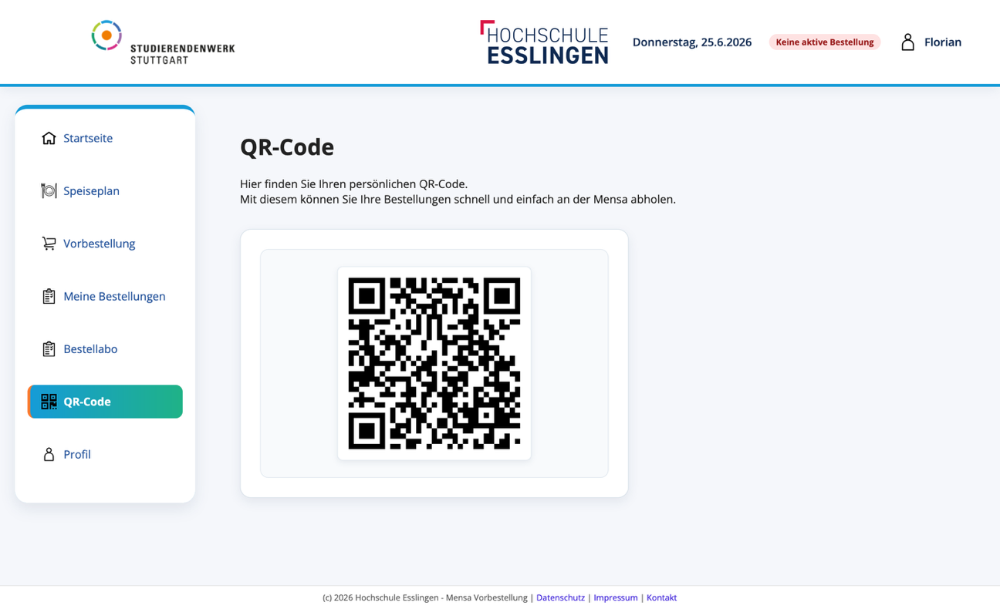 STUDIERENDENWERK
STUTTGART
HOCHSCHULE
ESSLINGEN
Donnerstag, 25.6.2026
Keine aktive Bestellung
Florian
Startseite
Speiseplan
Vorbestellung
Meine Bestellungen
Bestellabo
QR-Code
Profil
QR-Code
Hier finden Sie Ihren persönlichen QR-Code.
Mit diesem können Sie Ihre Bestellungen schnell und einfach an der Mensa abholen.
(c) 2026 Hochschule Esslingen - Mensa Vorbestellung | Datenschutz | Impressum | Kontakt